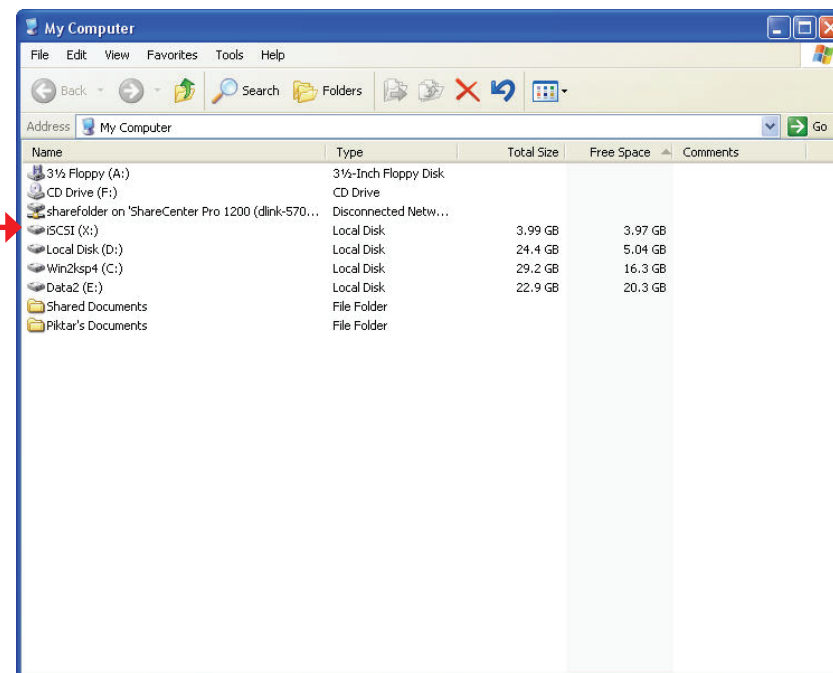 My Computer
File Edit View Favorites Tools Help
Back Search Folders
Address My Computer Go
Name Type Total Size Free Space Comments
3½ Floppy (A:) 3½-Inch Floppy Disk
CD Drive (F:) CD Drive
sharefolder on 'ShareCenter Pro 1200 (dlink-570... Disconnected Netw...
iSCSI (X:) Local Disk 3.99 GB 3.97 GB
Local Disk (D:) Local Disk 24.4 GB 5.04 GB
Win2ksp4 (C:) Local Disk 29.2 GB 16.3 GB
Data2 (E:) Local Disk 22.9 GB 20.3 GB
Shared Documents File Folder
Piktar's Documents File Folder